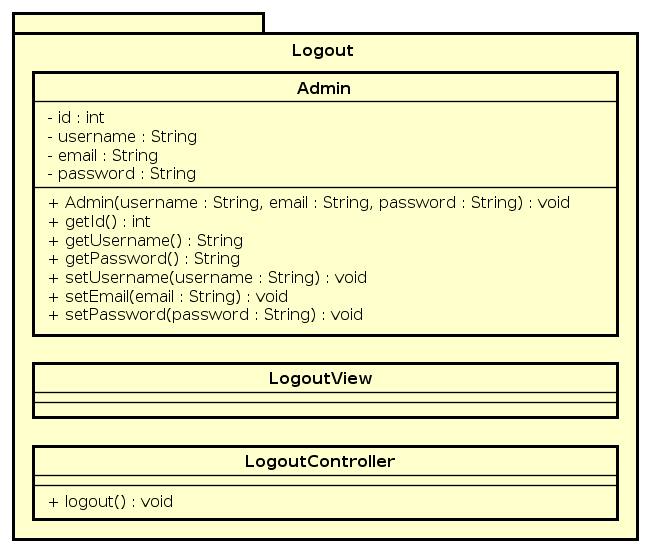 Logout
Admin
- id : int
- username : String
- email : String
- password : String
+ Admin(username : String, email : String, password : String) : void
+ getId() : int
+ getUsername() : String
+ getPassword() : String
+ setUsername(username : String) : void
+ setEmail(email : String) : void
+ setPassword(password : String) : void
LogoutView
LogoutController
+ logout() : void